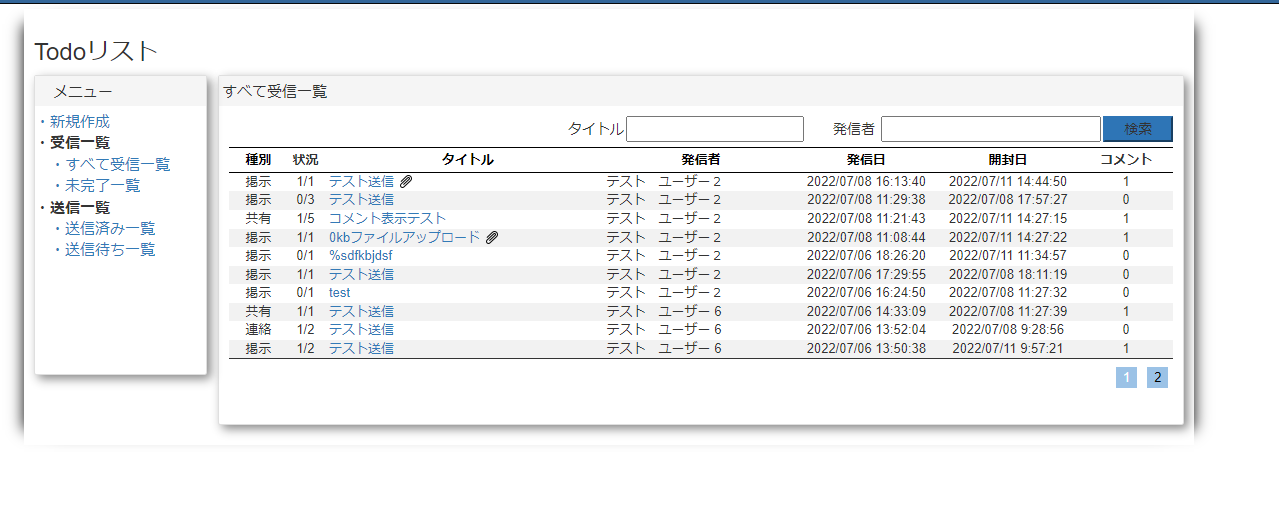 Todoリスト
メニュー
・新規作成
・受信一覧
・すべて受信一覧
・未完了一覧
・送信一覧
・送信済み一覧
・送信待ち一覧
すべて受信一覧
タイトル 発信者 検索
種別 状況 タイトル 発信者 発信日 開封日 コメント
掲示 1/1 テスト送信 テスト　ユーザー２ 2022/07/08 16:13:40 2022/07/11 14:44:50 1
掲示 0/3 テスト送信 テスト　ユーザー２ 2022/07/08 11:29:38 2022/07/08 17:57:27 0
共有 1/5 コメント表示テスト テスト　ユーザー２ 2022/07/08 11:21:43 2022/07/11 14:27:15 1
掲示 1/1 0kbファイルアップロード テスト　ユーザー２ 2022/07/08 11:08:44 2022/07/11 14:27:22 1
掲示 0/1 %sdfkbjdsf テスト　ユーザー２ 2022/07/06 18:26:20 2022/07/11 11:34:57 0
掲示 1/1 テスト送信 テスト　ユーザー２ 2022/07/06 17:29:55 2022/07/08 18:11:19 0
掲示 0/1 test テスト　ユーザー２ 2022/07/06 16:24:50 2022/07/08 11:27:32 0
共有 1/1 テスト送信 テスト　ユーザー６ 2022/07/06 14:33:09 2022/07/08 11:27:39 1
連絡 1/2 テスト送信 テスト　ユーザー６ 2022/07/06 13:52:04 2022/07/08 9:28:56 0
掲示 1/2 テスト送信 テスト　ユーザー６ 2022/07/06 13:50:38 2022/07/11 9:57:21 1
1 2